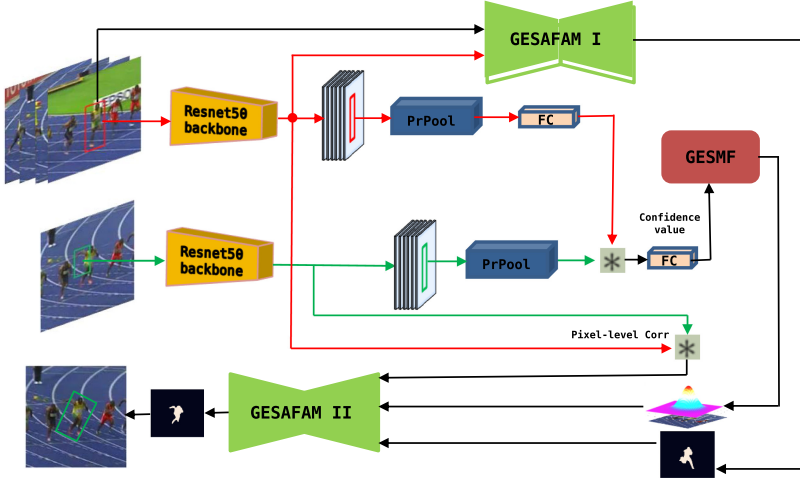 GESAFAM I
Resnet50
backbone
PrPool
FC
GESMF
Confidence
value
Resnet50
backbone
PrPool
FC
Pixel-level Corr
GESAFAM II